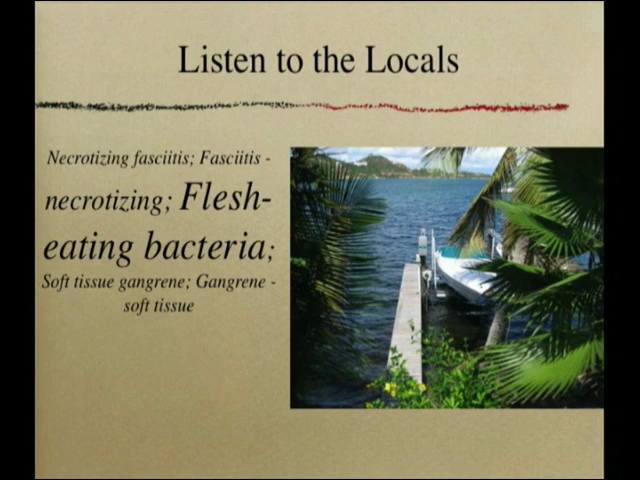 Listen to the Locals
Necrotizing fasciitis; Fasciitis -
necrotizing; Flesh-
eating bacteria;
Soft tissue gangrene; Gangrene -
soft tissue